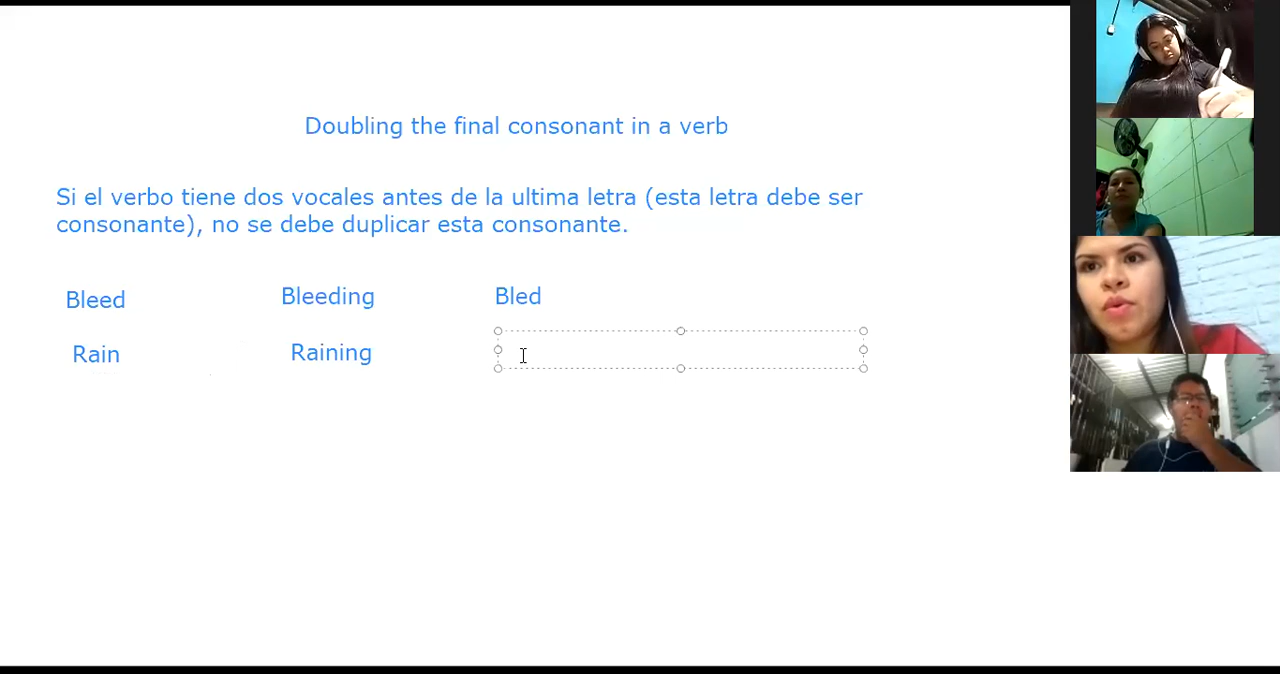 Doubling the final consonant in a verb
Si el verbo tiene dos vocales antes de la ultima letra (esta letra debe ser
consonante), no se debe duplicar esta consonante.
Bleed Bleeding Bled
Rain Raining